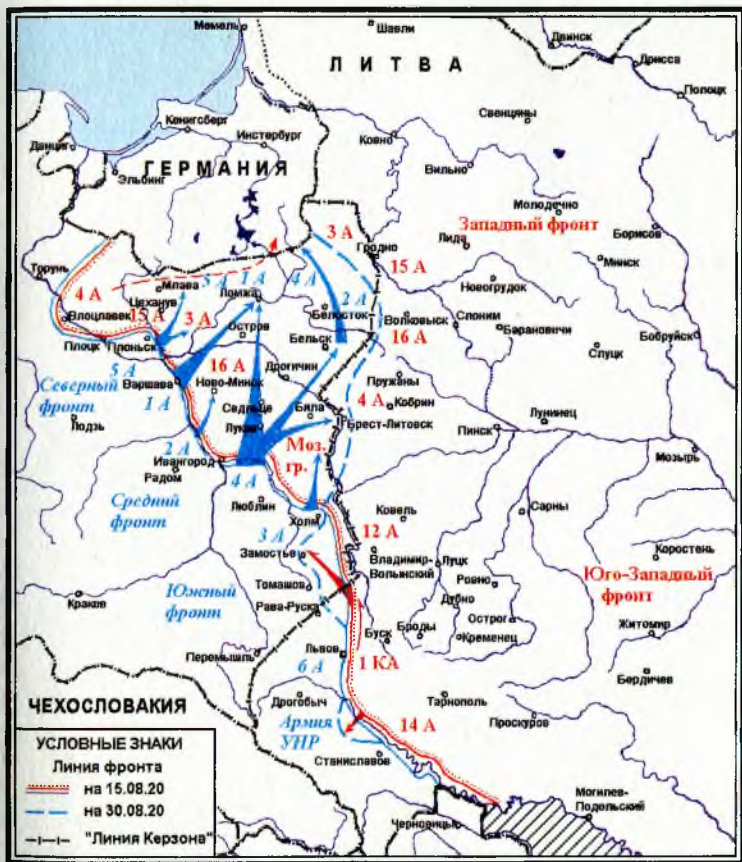 Мемель
Шавли
Двинск
Дрисса
Полоцк
ЛИТВА
Свенцяны
Кенигсберг
Инстербург
Ковно
Данциг
Вильно
ГЕРМАНИЯ
Эльбинг
Молодечно
Западный фронт
Борисов
3 А
Гродно
Лида
Минск
15 А
Торунь
Млава
5 А
1 А
4 А
4 А
Цеханув
Ломжа
2 А
Новогрудок
Влоцлавек
15 А
3 А
Белосток
Волковыск
Слоним
Барановичи
Бобруйск
Остров
Плоцк
Плоньск
Бельск
16 А
Слуцк
5 А
16 А
Дрогичин
Северный
фронт
Варшава
Ново-Минск
Пружаны
1 А
4 А
Кобрин
Седльце
Бяла
Лунинец
Лодзь
Луков
Брест-Литовск
Пинск
Мозырь
2 А
Моз.
гр.
Ивангород
Радом
4 А
Средний
фронт
Люблин
Холм
Ковель
Сарны
3 А
12 А
Коростень
Замостье
Владимир-
Волынский
Луцк
Юго-Западный
фронт
Южный
фронт
Томашов
Ровно
Краков
Рава-Руска
Дубно
Острог
Житомир
Буск
Броды
Кременец
Перемышль
Львов
6 А
1 КА
Бердичев
ЧЕХОСЛОВАКИЯ
Дрогобыч
Тарнополь
14 А
Проскуров
Армия
УНР
Станиславов
Могилев-
Подольский
Черновицы
УСЛОВНЫЕ ЗНАКИ
Линия фронта
на 15.08.20
на 30.08.20
"Линия Керзона"